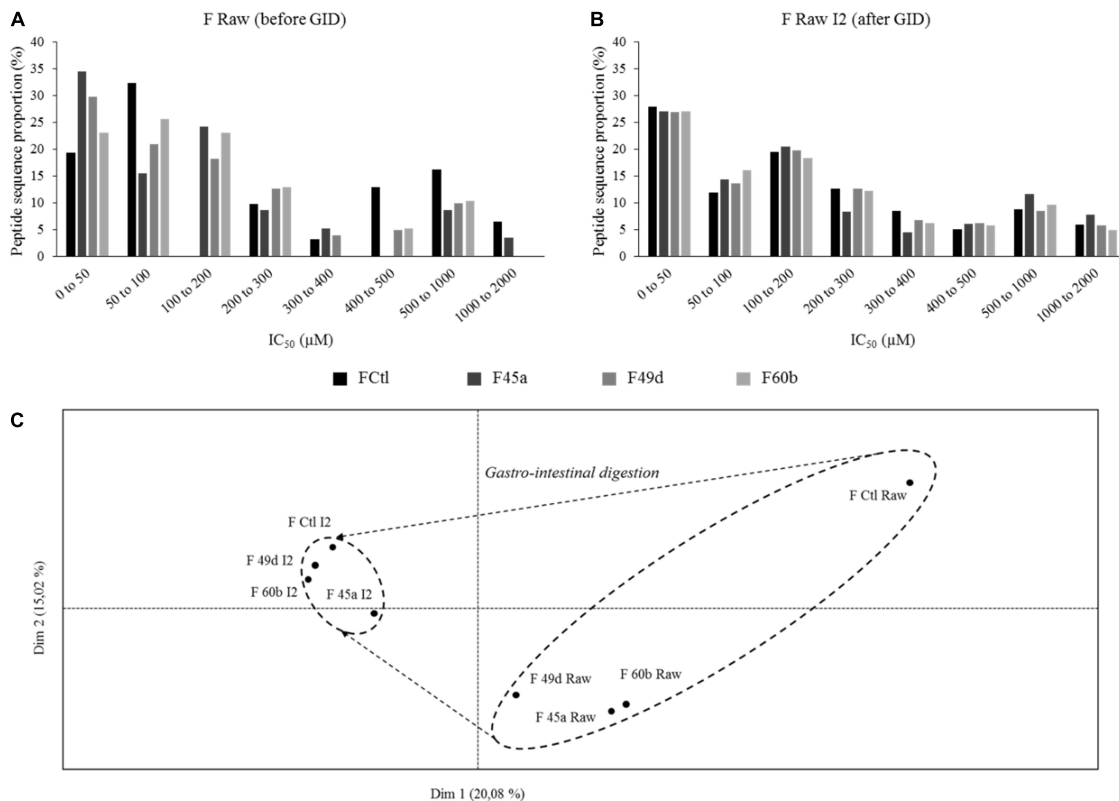 A
F Raw (before GID)
Peptide sequence proportion (%)
40
35
30
25
20
15
10
5
0
0 to 50
50 to 100
100 to 200
200 to 300
300 to 400
400 to 500
500 to 1000
1000 to 2000
IC50 (µM)
B
F Raw I2 (after GID)
Peptide sequence proportion (%)
40
35
30
25
20
15
10
5
0
0 to 50
50 to 100
100 to 200
200 to 300
300 to 400
400 to 500
500 to 1000
1000 to 2000
IC50 (µM)
FCtl
F45a
F49d
F60b
C
Gastro-intestinal digestion
F Ctl Raw
F Ctl I2
F 49d I2
F 60b I2
F 45a I2
F 49d Raw
F 60b Raw
F 45a Raw
Dim 2 (15,02 %)
Dim 1 (20,08 %)